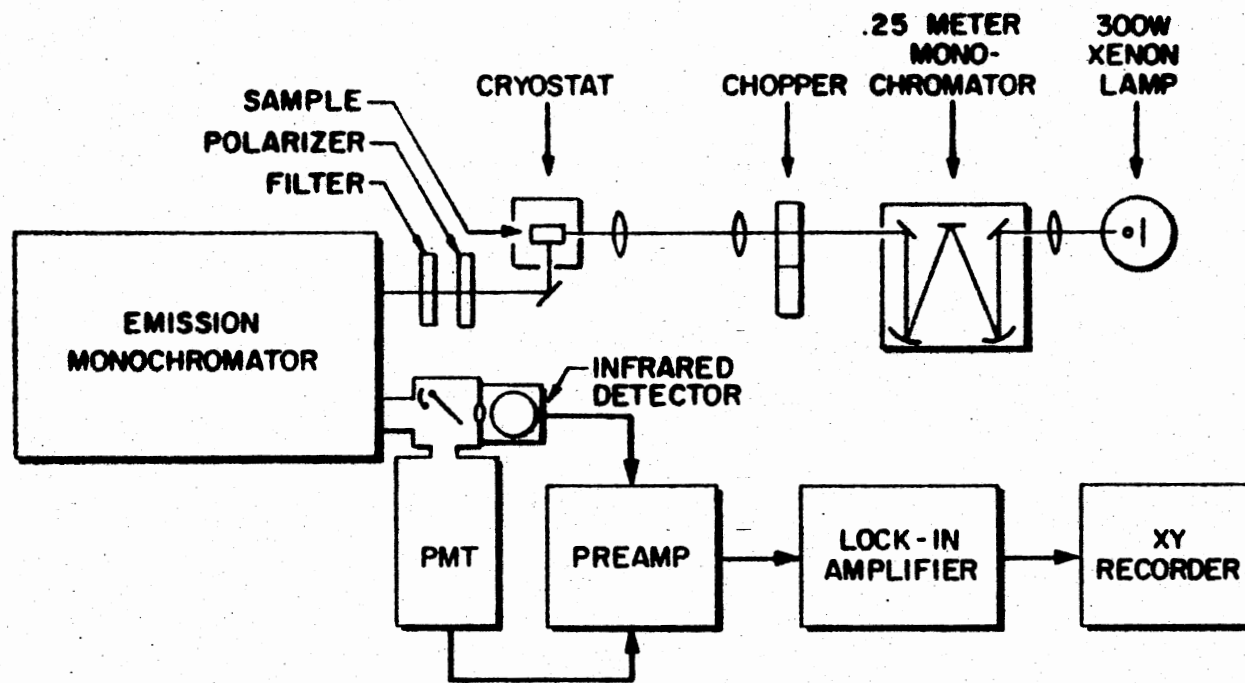 .25 METER
MONO-
CHROMATOR
300W
XENON
LAMP
CRYOSTAT
CHOPPER
SAMPLE
POLARIZER
FILTER
EMISSION
MONOCHROMATOR
INFRARED
DETECTOR
PMT
PREAMP
LOCK-IN
AMPLIFIER
XY
RECORDER